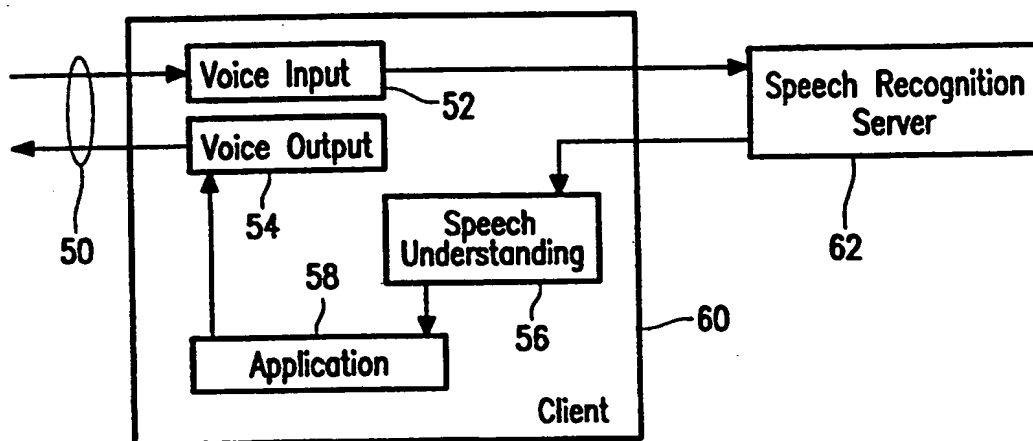 Voice Input
52
Speech Recognition
Server
62
Voice Output
54
50
Speech
Understanding
56
58
Application
60
Client